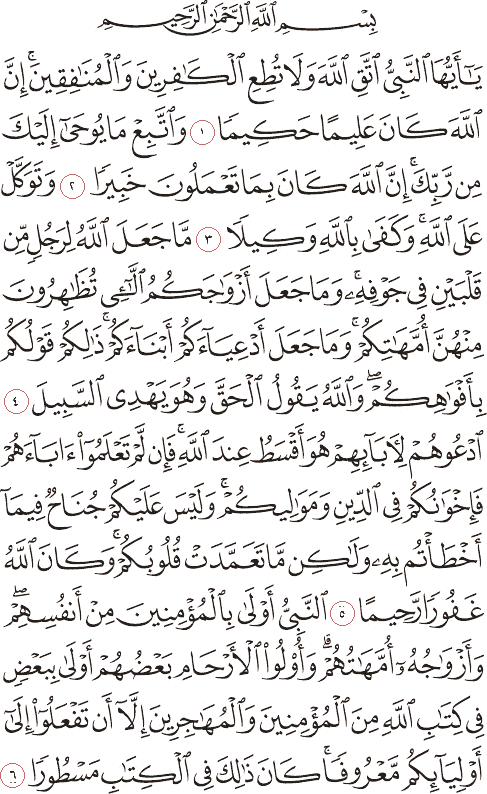 بِسْمِ ٱللَّهِ ٱلرَّحْمَٰنِ ٱلرَّحِيمِ
يَٰٓأَيُّهَا ٱلنَّبِىُّ ٱتَّقِ ٱللَّهَ وَلَا تُطِعِ ٱلْكَٰفِرِينَ وَٱلْمُنَٰفِقِينَ ۗ إِنَّ
ٱللَّهَ كَانَ عَلِيمًا حَكِيمًا ١ وَٱتَّبِعْ مَا يُوحَىٰٓ إِلَيْكَ
مِن رَّبِّكَ ۚ إِنَّ ٱللَّهَ كَانَ بِمَا تَعْمَلُونَ خَبِيرًا ٢ وَتَوَكَّلْ
عَلَى ٱللَّهِ ۚ وَكَفَىٰ بِٱللَّهِ وَكِيلًا ٣ مَّا جَعَلَ ٱللَّهُ لِرَجُلٍ مِّن
قَلْبَيْنِ فِى جَوْفِهِۦ ۚ وَمَا جَعَلَ أَزْوَٰجَكُمُ ٱلَّٰٓـِٔى تُظَٰهِرُونَ
مِنْهُنَّ أُمَّهَٰتِكُمْ ۚ وَمَا جَعَلَ أَدْعِيَآءَكُمْ أَبْنَآءَكُمْ ۚ ذَٰلِكُمْ قَوْلُكُم
بِأَفْوَٰهِكُمْ ۖ وَٱللَّهُ يَقُولُ ٱلْحَقَّ وَهُوَ يَهْدِى ٱلسَّبِيلَ ٤
ٱدْعُوهُمْ لِءَابَآئِهِمْ هُوَ أَقْسَطُ عِندَ ٱللَّهِ ۚ فَإِن لَّمْ تَعْلَمُوٓا۟ ءَابَآءَهُمْ
فَإِخْوَٰنُكُمْ فِى ٱلدِّينِ وَمَوَٰلِيكُمْ ۚ وَلَيْسَ عَلَيْكُمْ جُنَاحٌ فِيمَآ
أَخْطَأْتُم بِهِۦ وَلَٰكِن مَّا تَعَمَّدَتْ قُلُوبُكُمْ ۚ وَكَانَ ٱللَّهُ
غَفُورًا رَّحِيمًا ٥ ٱلنَّبِىُّ أَوْلَىٰ بِٱلْمُؤْمِنِينَ مِنْ أَنفُسِهِمْ ۖ
وَأَزْوَٰجُهُۥٓ أُمَّهَٰتُهُمْ ۗ وَأُو۟لُوا۟ ٱلْأَرْحَامِ بَعْضُهُمْ أَوْلَىٰ بِبَعْضٍ
فِى كِتَٰبِ ٱللَّهِ مِنَ ٱلْمُؤْمِنِينَ وَٱلْمُهَٰجِرِينَ إِلَّآ أَن تَفْعَلُوٓا۟ إِلَىٰٓ
أَوْلِيَآئِكُم مَّعْرُوفًا ۚ كَانَ ذَٰلِكَ فِى ٱلْكِتَٰبِ مَسْطُورًا ٦